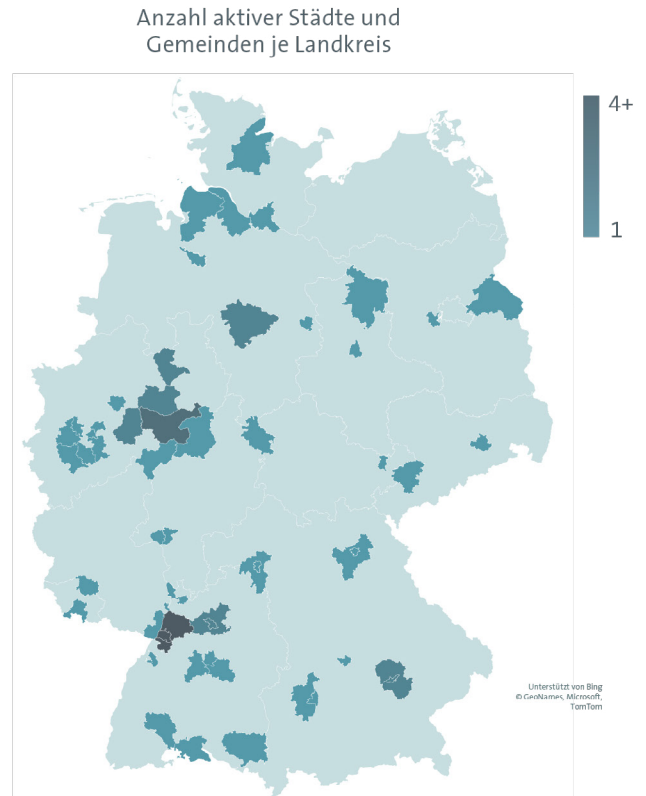 Anzahl aktiver Städte und
Gemeinden je Landkreis
4+
1
Unterstützt von Bing
© GeoNames, Microsoft,
TomTom